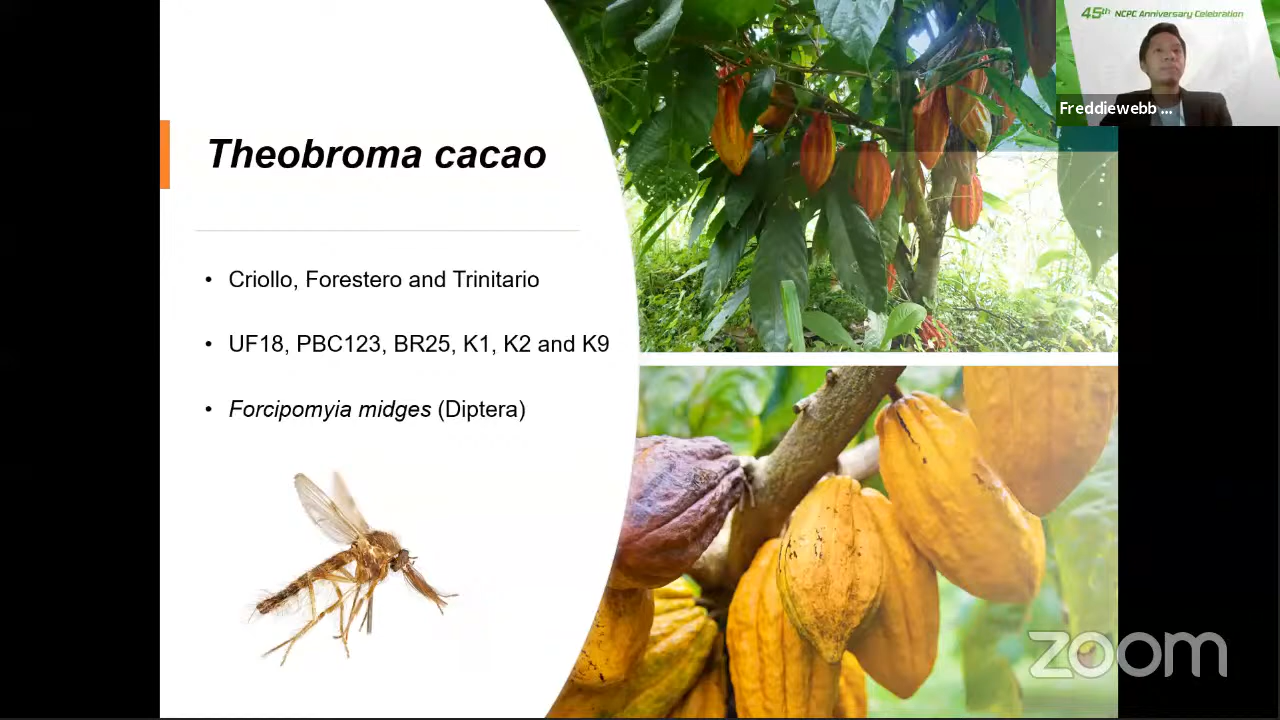 45th NCPC Anniversary Celebration
Freddiewebb ...
Theobroma cacao
• Criollo, Forestero and Trinitario
• UF18, PBC123, BR25, K1, K2 and K9
• Forcipomyia midges (Diptera)
zoom